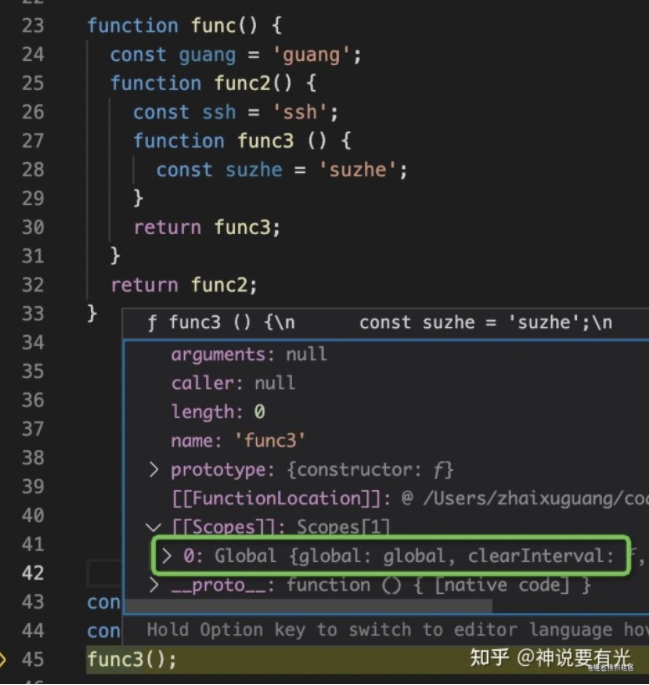 23 function func() {
24 const guang = 'guang';
25 function func2() {
26 const ssh = 'ssh';
27 function func3 () {
28 const suzhe = 'suzhe';
29 }
30 return func3;
31 }
32 return func2;
33 }
ƒ func3 () {\n const suzhe = 'suzhe';\n
34
arguments: null
35
caller: null
36
length: 0
37
name: 'func3'
38
> prototype: {constructor: ƒ}
39
[[FunctionLocation]]: @ /Users/zhaixuguang/cod
40
[[Scopes]]: Scopes[1]
41
> 0: Global {global: global, clearInterval: ƒ,
42
> __proto__: function () { [native code] }
43 con
44 con
Hold Option key to switch to editor language hov
45 func3();
知乎 @神说要有光